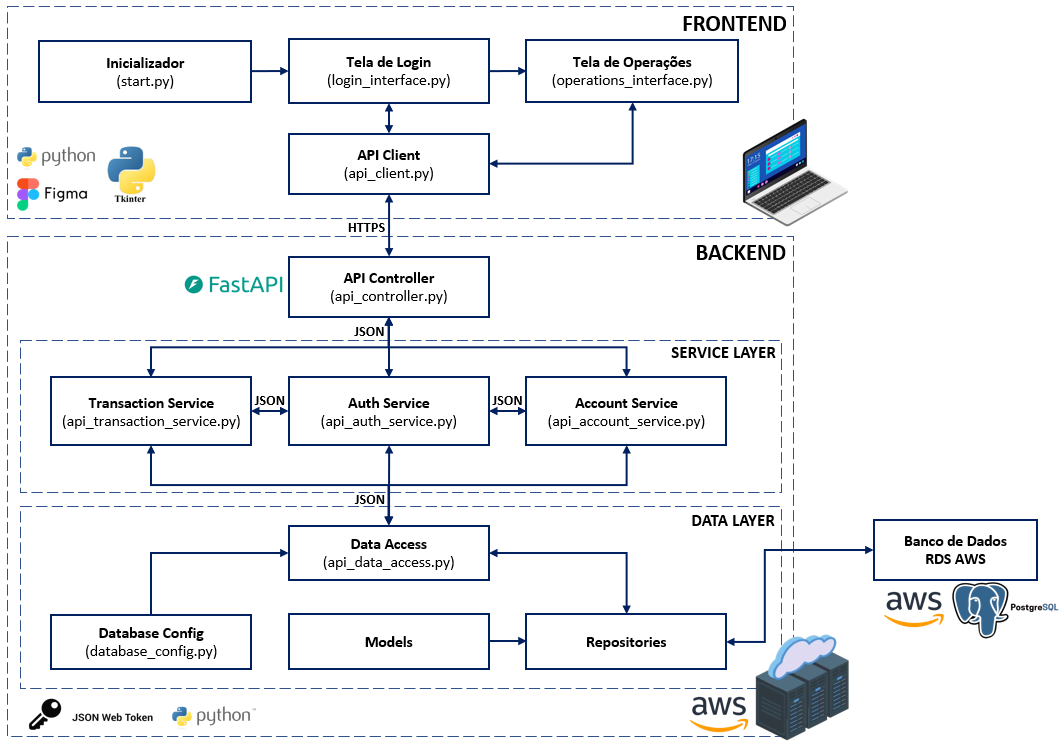 FRONTEND
Inicializador
(start.py)
Tela de Login
(login_interface.py)
Tela de Operações
(operations_interface.py)
API Client
(api_client.py)
python
Figma
Tkinter
17:15
HTTPS
BACKEND
FastAPI
API Controller
(api_controller.py)
JSON
SERVICE LAYER
Transaction Service
(api_transaction_service.py)
JSON
Auth Service
(api_auth_service.py)
JSON
Account Service
(api_account_service.py)
JSON
DATA LAYER
Data Access
(api_data_access.py)
Banco de Dados
RDS AWS
aws
PostgreSQL
Database Config
(database_config.py)
Models
Repositories
JSON Web Token
python™
aws